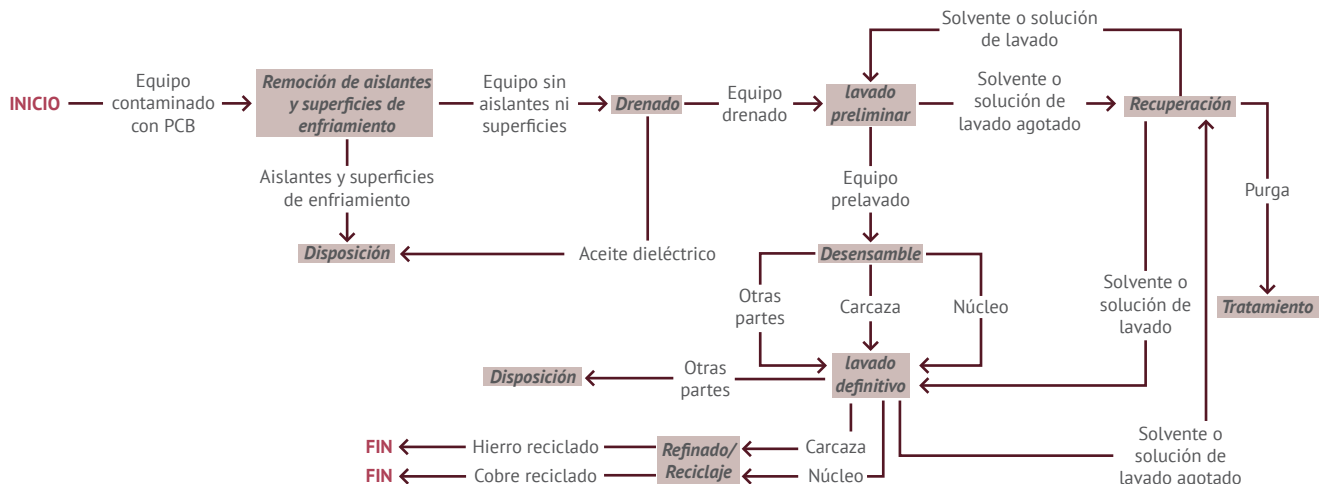 INICIO
Equipo
contaminado
con PCB
Remoción de aislantes
y superficies de
enfriamiento
Equipo sin
aislantes ni
superficies
Drenado
Equipo
drenado
lavado
preliminar
Solvente o solución
de lavado
Solvente o
solución de
lavado agotado
Recuperación
Aislantes y superficies
de enfriamiento
Disposición
Aceite dieléctrico
Equipo
prelavado
Purga
Desensamble
Otras
partes
Carcaza
Núcleo
Solvente o
solución de
lavado
Tratamiento
Disposición
Otras
partes
lavado
definitivo
FIN
Hierro reciclado
Refinado/
Reciclaje
Carcaza
FIN
Cobre reciclado
Núcleo
Solvente o
solución de
lavado agotado